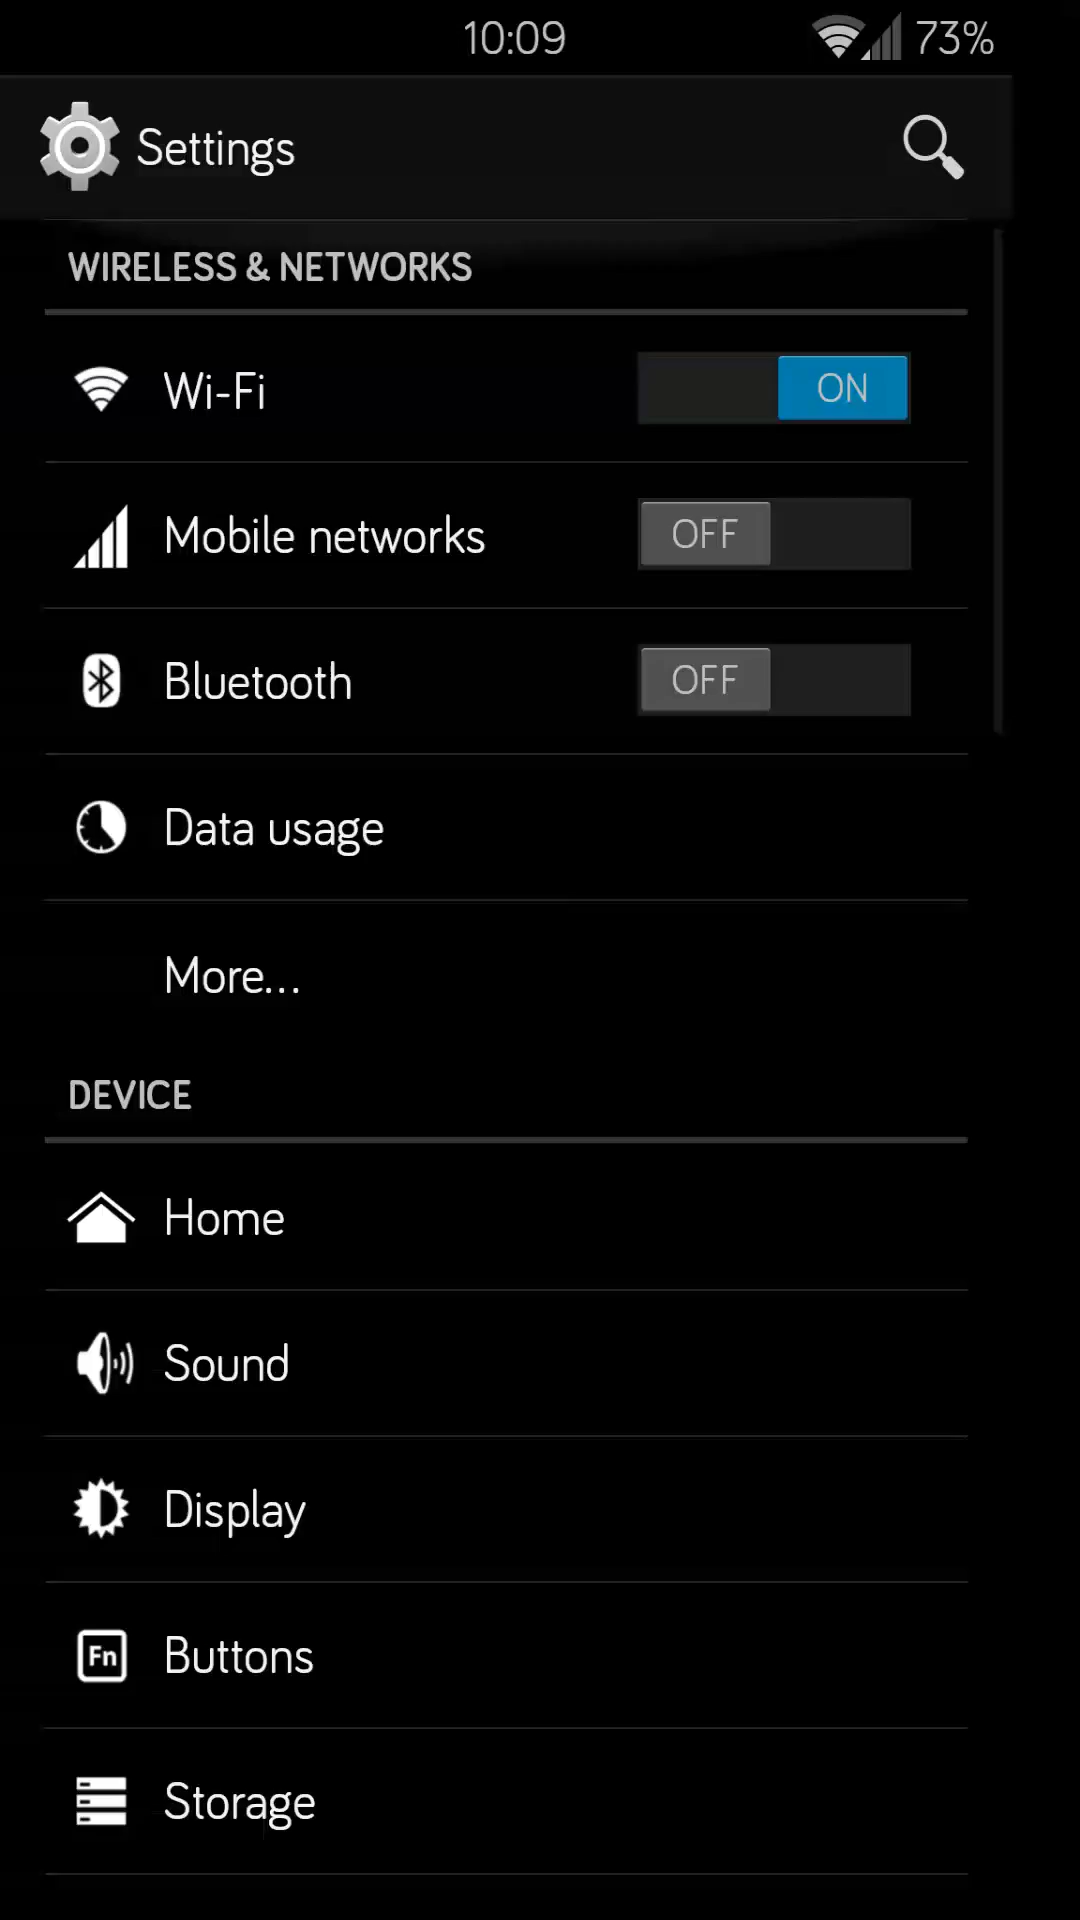 10:09 73%
Settings
WIRELESS & NETWORKS
Wi-Fi ON
Mobile networks OFF
Bluetooth OFF
Data usage
More...
DEVICE
Home
Sound
Display
Fn Buttons
Storage